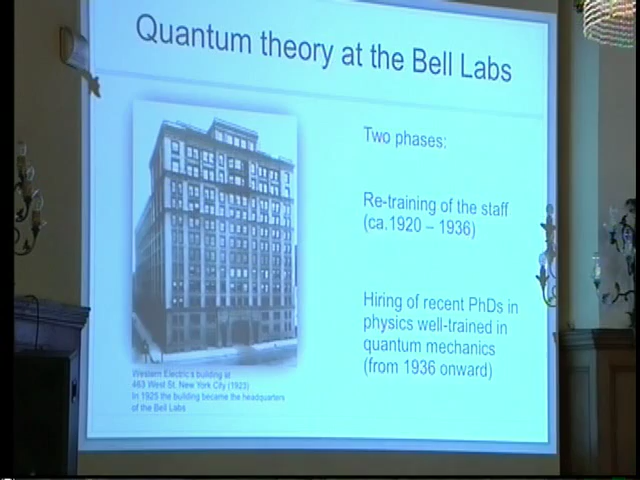 Quantum theory at the Bell Labs
Two phases:
Re-training of the staff
(ca.1920 – 1936)
Hiring of recent PhDs in
physics well-trained in
quantum mechanics
(from 1936 onward)
Western Electric's building at
463 West St, New York City (1923)
In 1925 the building became the headquarters
of the Bell Labs